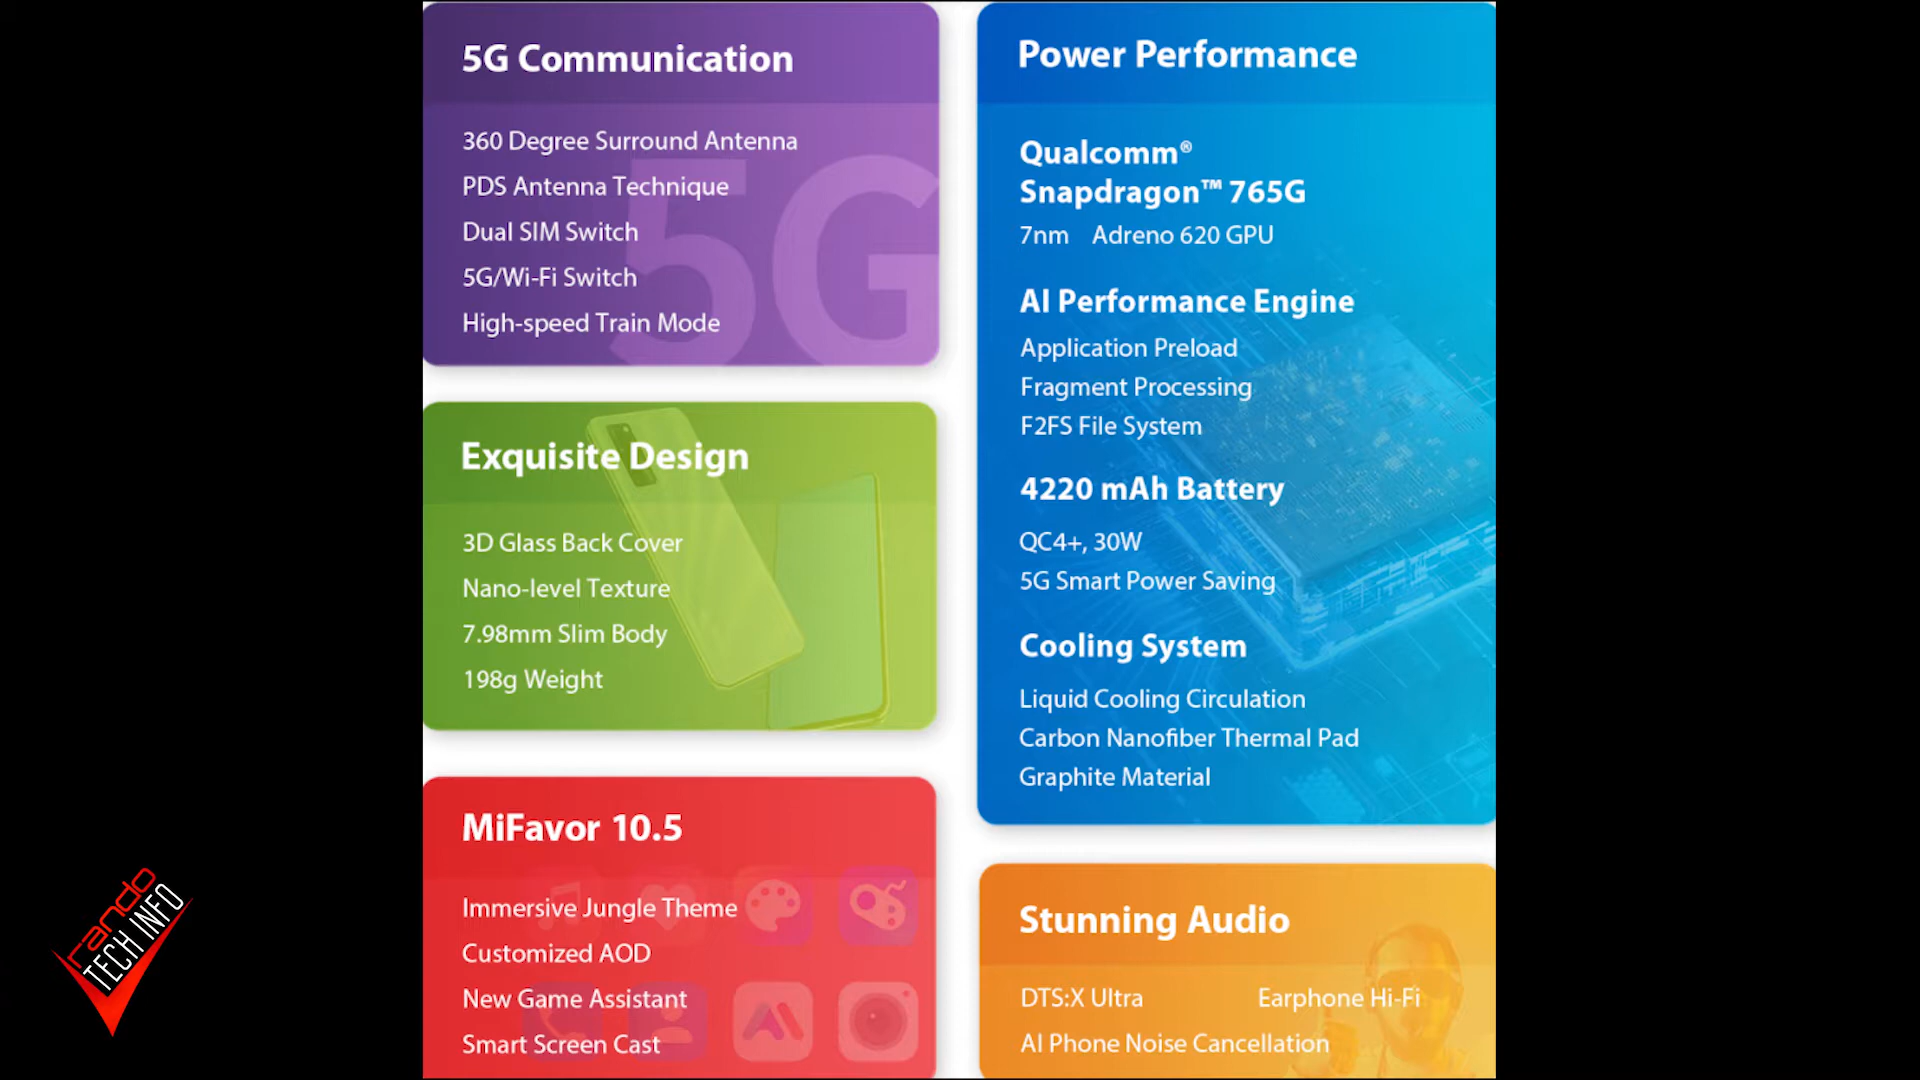 5G Communication
360 Degree Surround Antenna
PDS Antenna Technique
Dual SIM Switch
5G/Wi-Fi Switch
High-speed Train Mode
5G
Exquisite Design
3D Glass Back Cover
Nano-level Texture
7.98mm Slim Body
198g Weight
MiFavor 10.5
Immersive Jungle Theme
Customized AOD
New Game Assistant
Smart Screen Cast
Power Performance
Qualcomm®
Snapdragon™ 765G
7nm Adreno 620 GPU
AI Performance Engine
Application Preload
Fragment Processing
F2FS File System
4220 mAh Battery
QC4+, 30W
5G Smart Power Saving
Cooling System
Liquid Cooling Circulation
Carbon Nanofiber Thermal Pad
Graphite Material
Stunning Audio
DTS:X Ultra Earphone Hi-Fi
AI Phone Noise Cancellation
TECH INFO